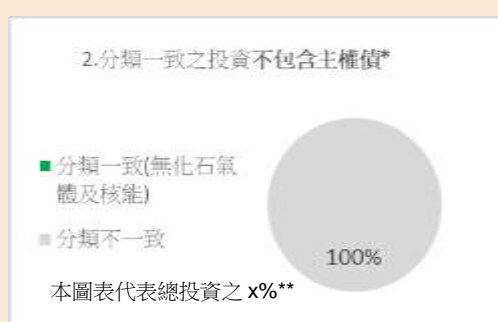 2.分類一致之投資不包含主權債*
分類一致(無化石氣
體及核能)
分類不一致
100%
本圖表代表總投資之 x%**